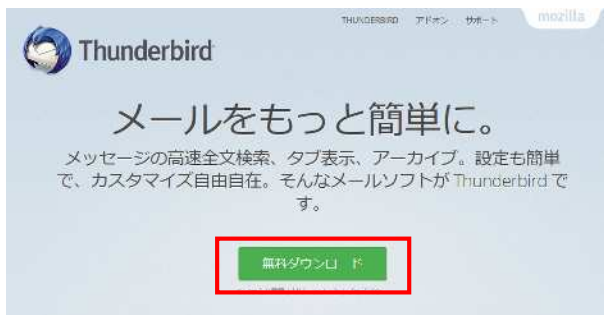 THUNDERBIRD アドオン サポート mozilla
Thunderbird
メールをもっと簡単に。
メッセージの高速全文検索、タブ表示、アーカイブ。設定も簡単
で、カスタマイズ自由自在。そんなメールソフトが Thunderbird で
す。
無料ダウンロード